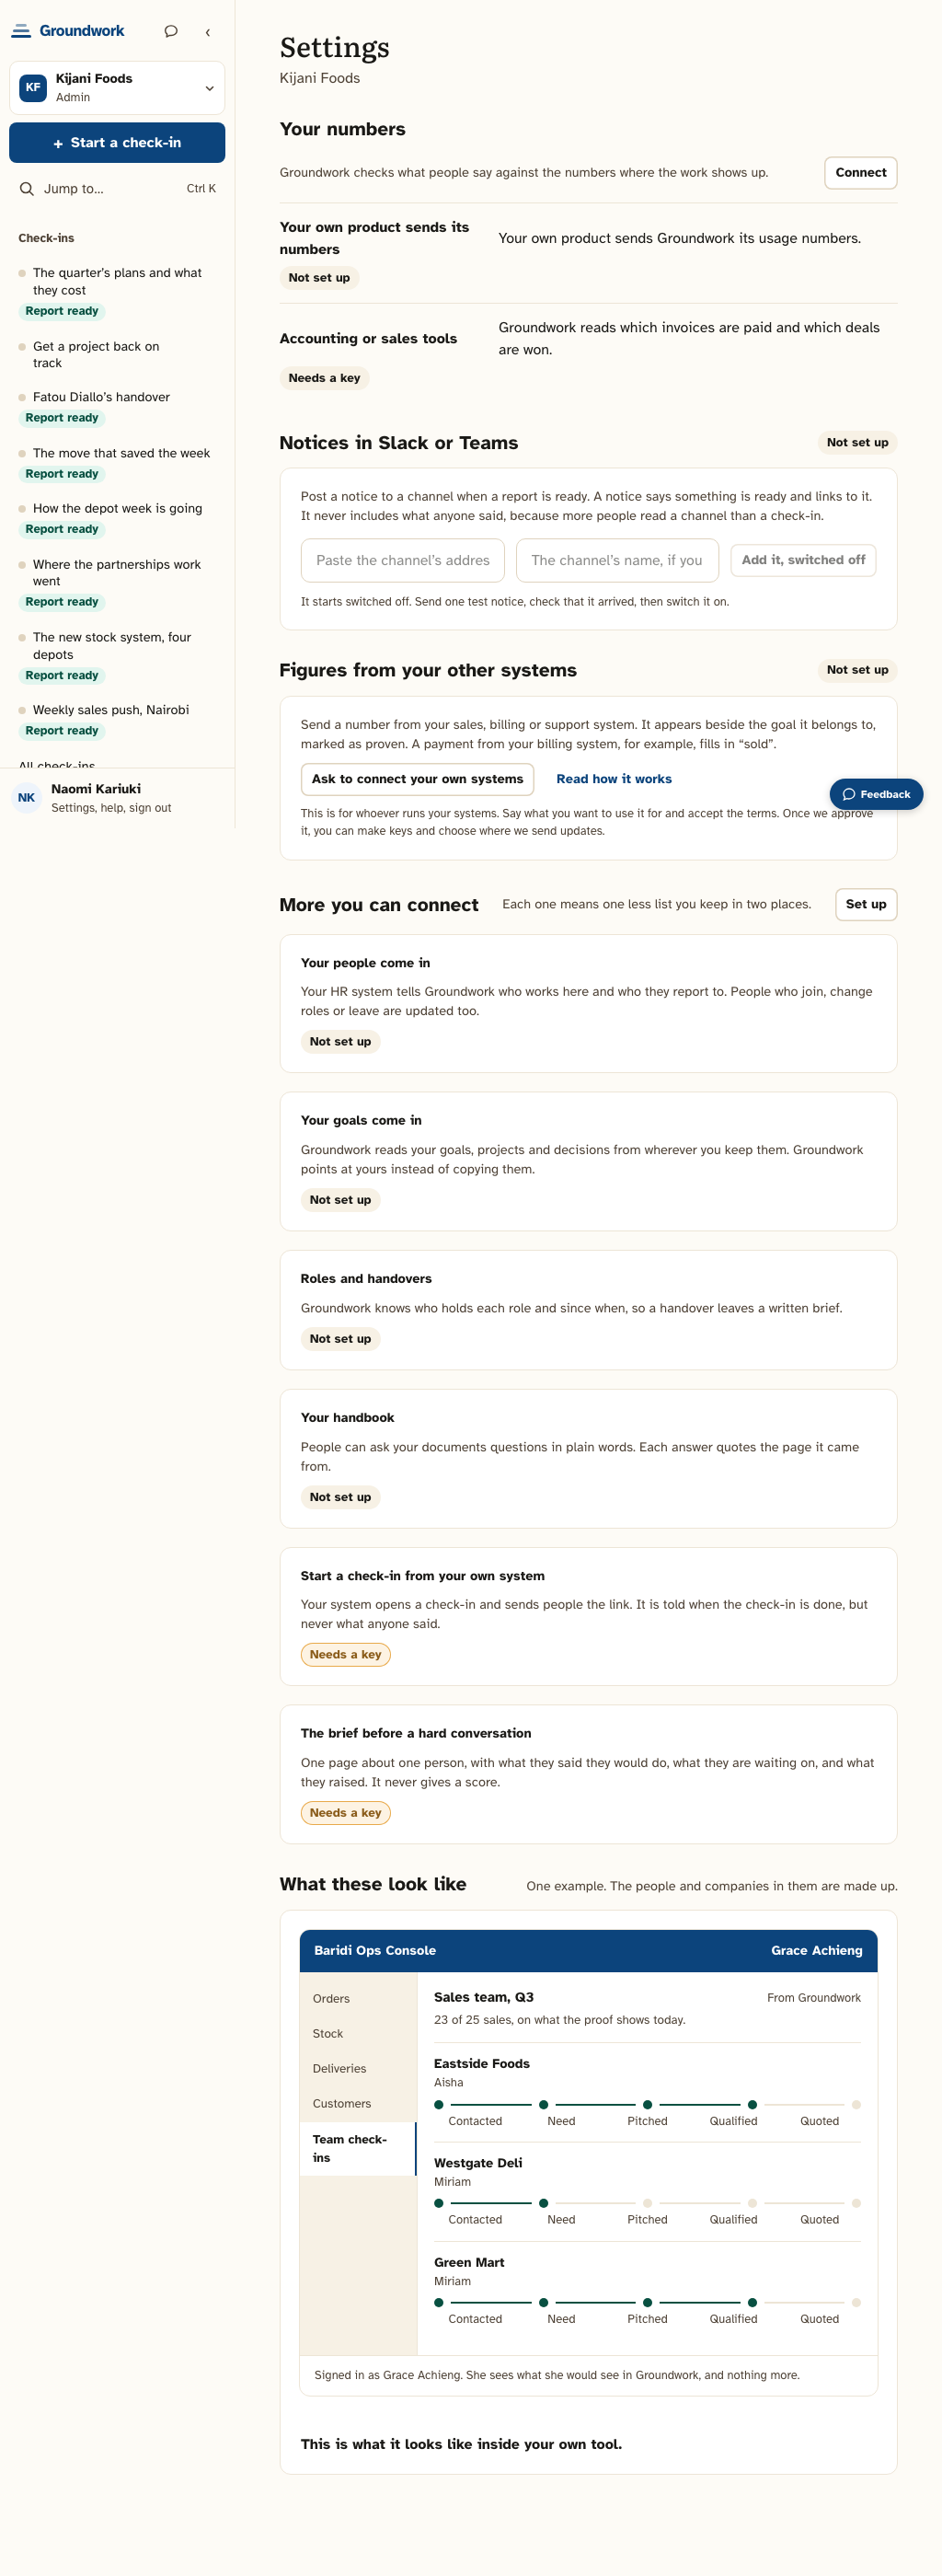 Groundwork
KF
Kijani Foods
Admin
+ Start a check-in
Jump to...
Ctrl K
Check-ins
The quarter's plans and what
they cost
Report ready
Get a project back on
track
Fatou Diallo's handover
Report ready
The move that saved the week
Report ready
How the depot week is going
Report ready
Where the partnerships work
went
Report ready
The new stock system, four
depots
Report ready
Weekly sales push, Nairobi
Report ready
All check-ins
NK
Naomi Kariuki
Settings, help, sign out
Settings
Kijani Foods
Your numbers
Groundwork checks what people say against the numbers where the work shows up.
Connect
Your own product sends its
numbers
Not set up
Your own product sends Groundwork its usage numbers.
Accounting or sales tools
Needs a key
Groundwork reads which invoices are paid and which deals
are won.
Notices in Slack or Teams
Not set up
Post a notice to a channel when a report is ready. A notice says something is ready and links to it.
It never includes what anyone said, because more people read a channel than a check-in.
Paste the channel's addres
The channel's name, if you
Add it, switched off
It starts switched off. Send one test notice, check that it arrived, then switch it on.
Figures from your other systems
Not set up
Send a number from your sales, billing or support system. It appears beside the goal it belongs to,
marked as proven. A payment from your billing system, for example, fills in “sold”.
Ask to connect your own systems
Read how it works
Feedback
This is for whoever runs your systems. Say what you want to use it for and accept the terms. Once we approve
it, you can make keys and choose where we send updates.
More you can connect
Each one means one less list you keep in two places.
Set up
Your people come in
Your HR system tells Groundwork who works here and who they report to. People who join, change
roles or leave are updated too.
Not set up
Your goals come in
Groundwork reads your goals, projects and decisions from wherever you keep them. Groundwork
points at yours instead of copying them.
Not set up
Roles and handovers
Groundwork knows who holds each role and since when, so a handover leaves a written brief.
Not set up
Your handbook
People can ask your documents questions in plain words. Each answer quotes the page it came
from.
Not set up
Start a check-in from your own system
Your system opens a check-in and sends people the link. It is told when the check-in is done, but
never what anyone said.
Needs a key
The brief before a hard conversation
One page about one person, with what they said they would do, what they are waiting on, and what
they raised. It never gives a score.
Needs a key
What these look like
One example. The people and companies in them are made up.
Baridi Ops Console
Grace Achieng
Orders
Stock
Deliveries
Customers
Team check-
ins
Sales team, Q3
From Groundwork
23 of 25 sales, on what the proof shows today.
Eastside Foods
Aisha
Contacted Need Pitched Qualified Quoted
Westgate Deli
Miriam
Contacted Need Pitched Qualified Quoted
Green Mart
Miriam
Contacted Need Pitched Qualified Quoted
Signed in as Grace Achieng. She sees what she would see in Groundwork, and nothing more.
This is what it looks like inside your own tool.